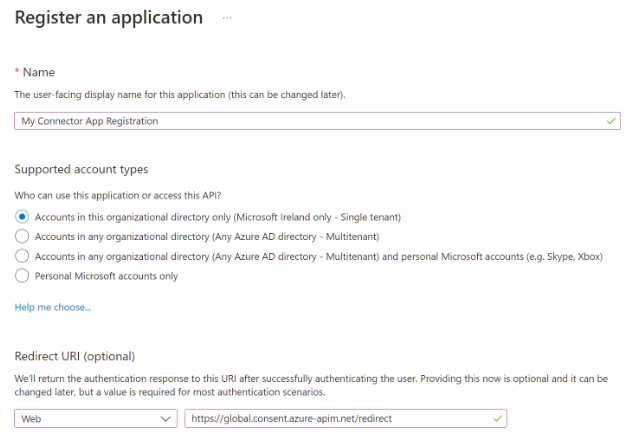 Register an application ...
* Name
The user-facing display name for this application (this can be changed later).
My Connector App Registration
Supported account types
Who can use this application or access this API?
Accounts in this organizational directory only (Microsoft Ireland only - Single tenant)
Accounts in any organizational directory (Any Azure AD directory - Multitenant)
Accounts in any organizational directory (Any Azure AD directory - Multitenant) and personal Microsoft accounts (e.g. Skype, Xbox)
Personal Microsoft accounts only
Help me choose...
Redirect URI (optional)
We'll return the authentication response to this URI after successfully authenticating the user. Providing this now is optional and it can be
changed later, but a value is required for most authentication scenarios.
Web https://global.consent.azure-apim.net/redirect